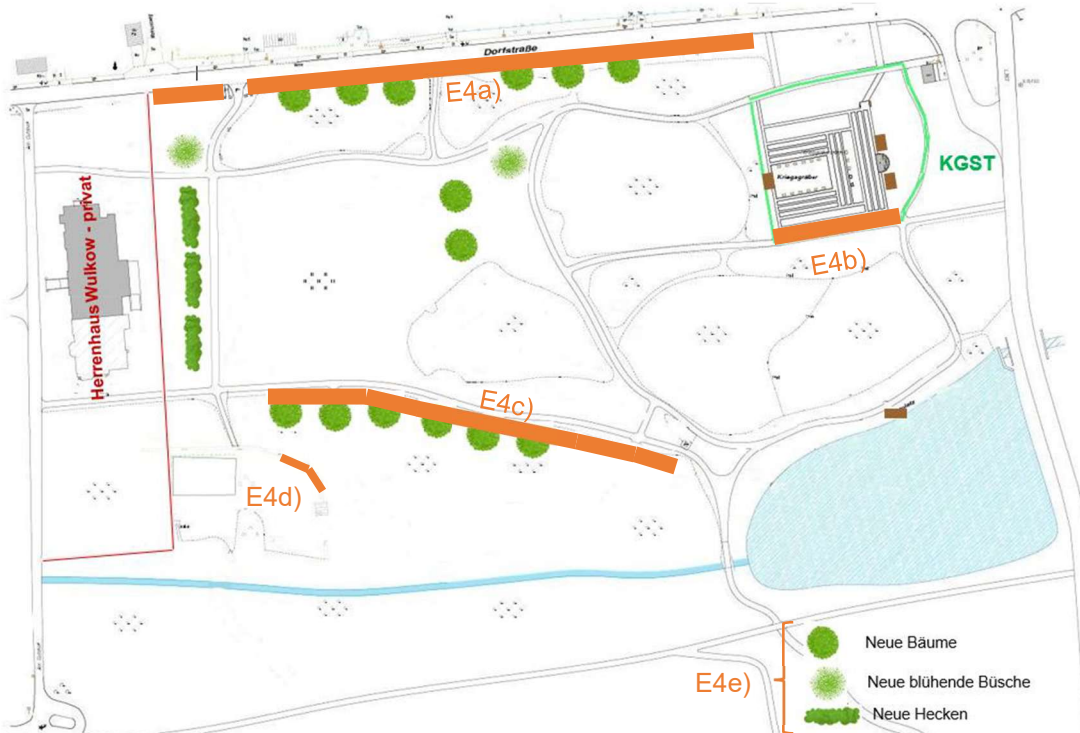 Dorfstraße
E4a)
KGST
Kriegsgräber
Herrenhaus Wulkow - privat
E4b)
E4c)
E4d)
E4e)
Neue Bäume
Neue blühende Büsche
Neue Hecken